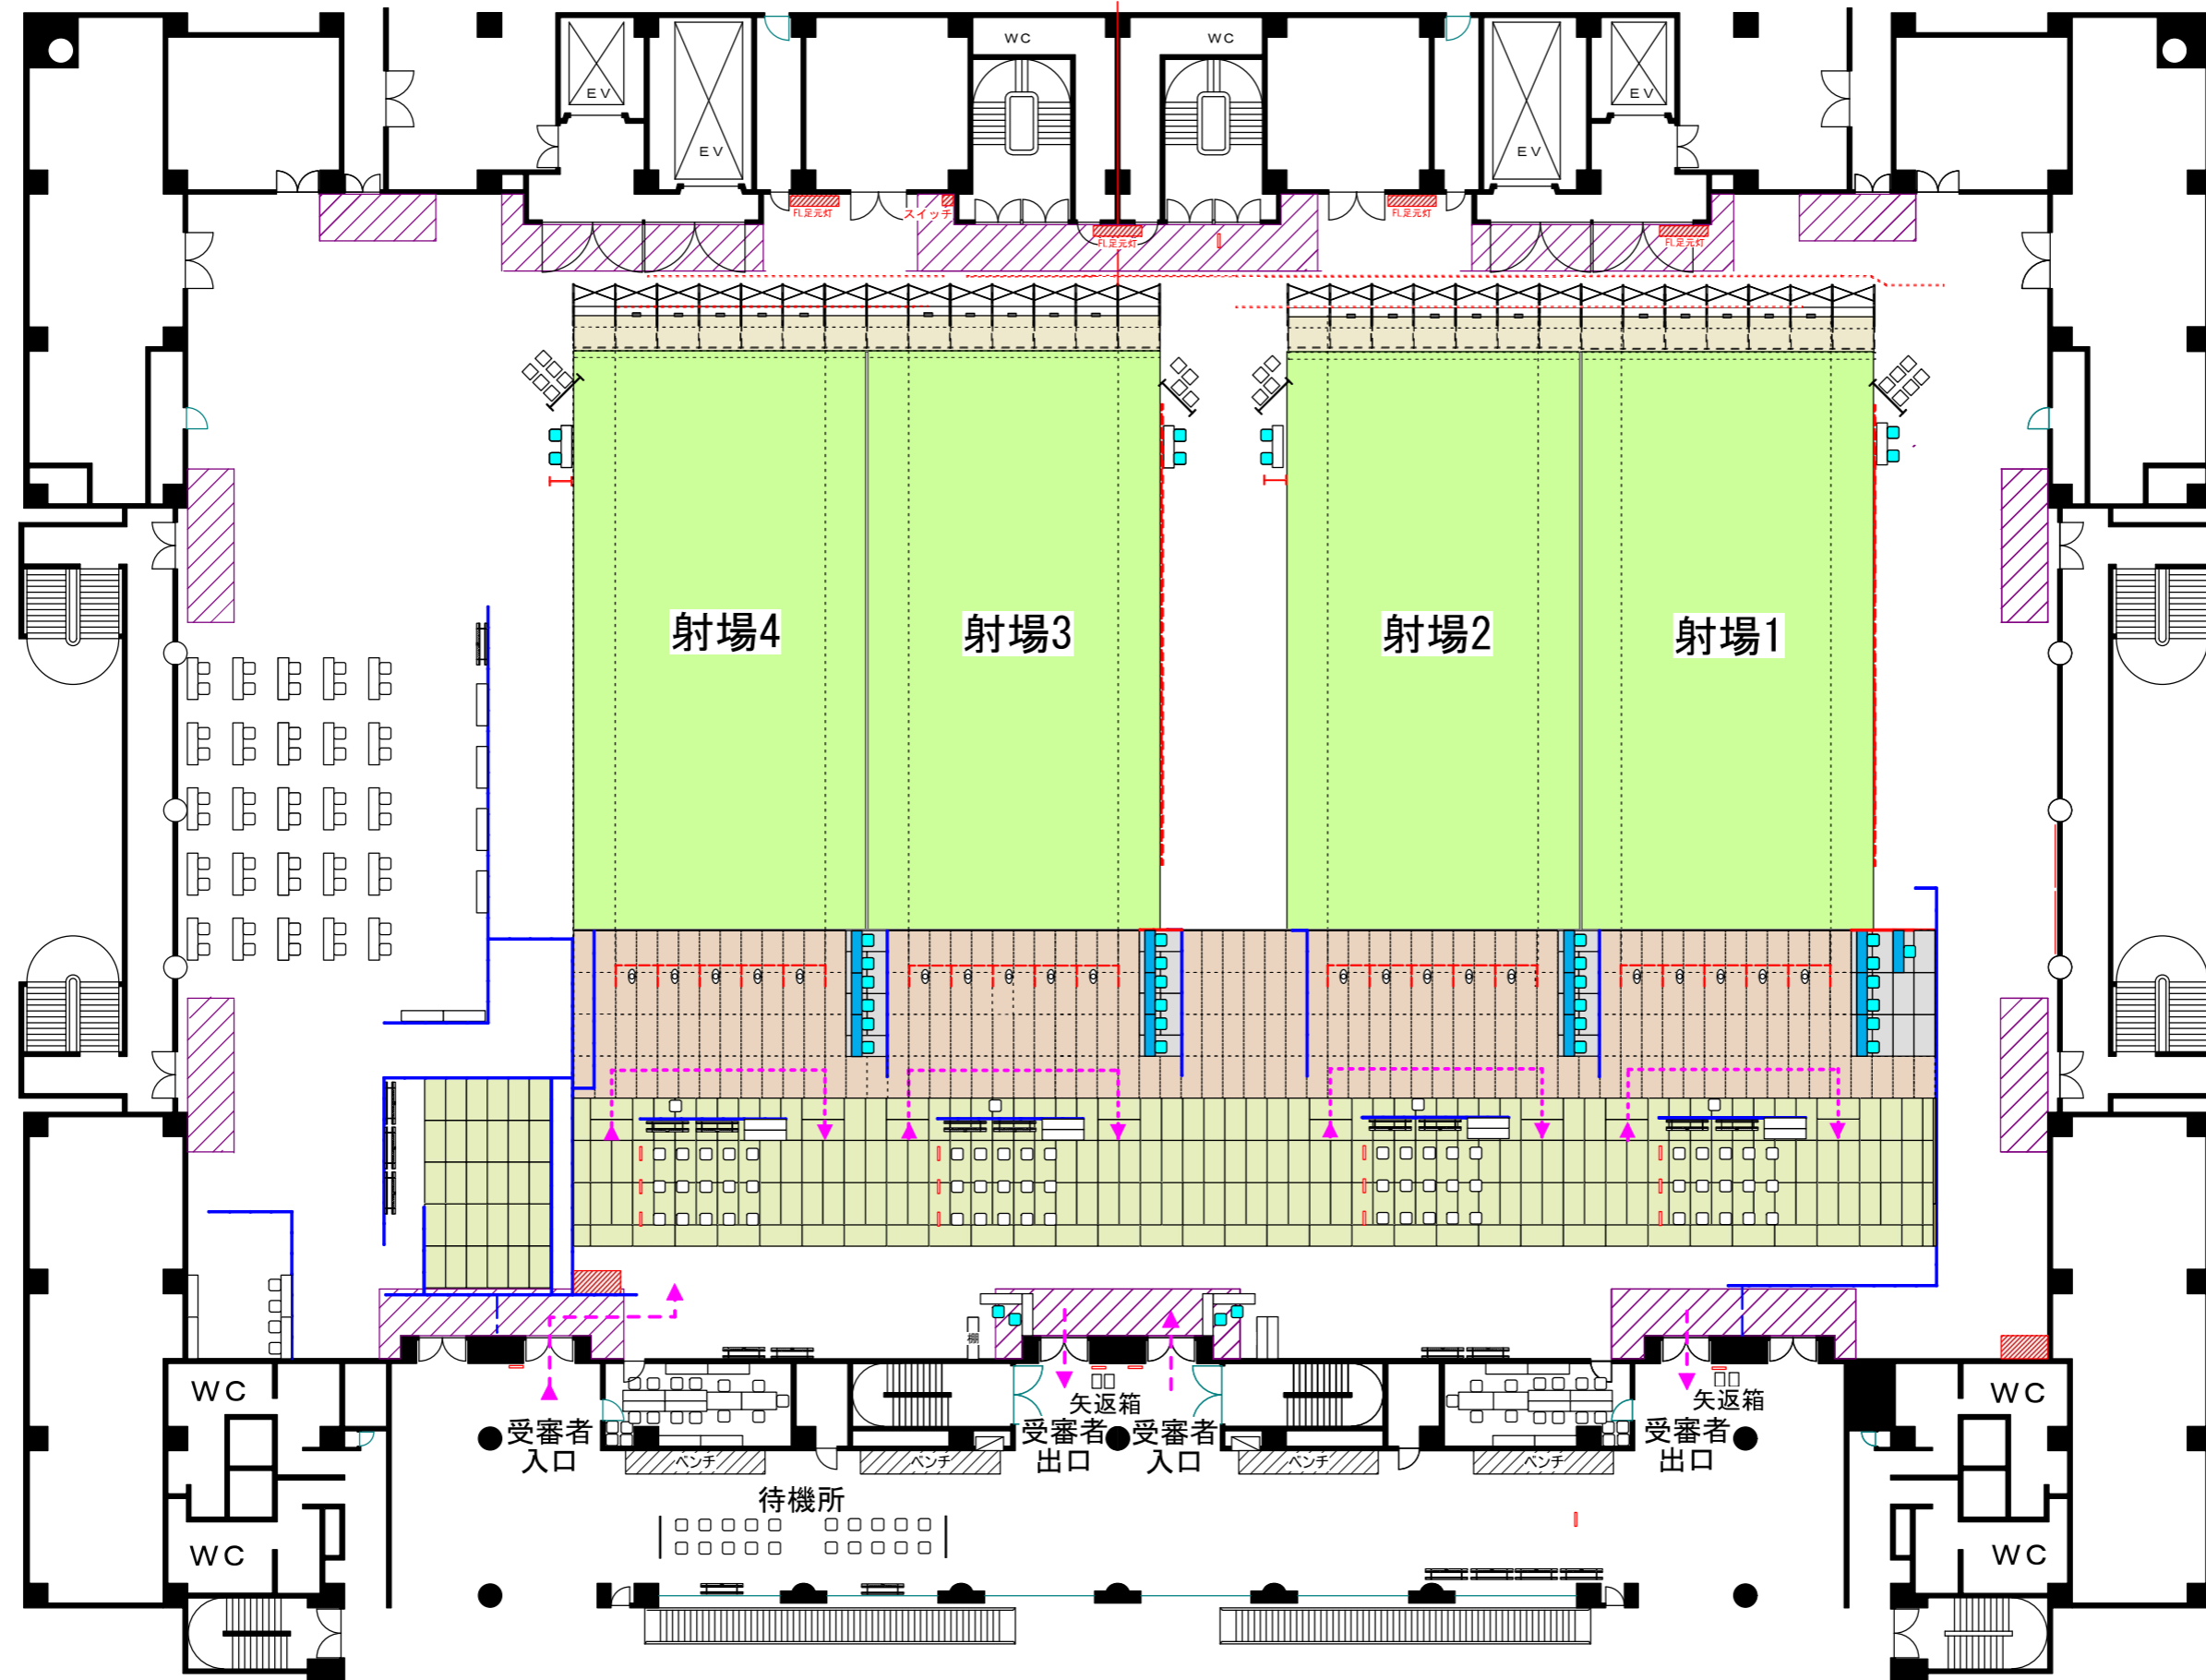 WC
WC
EV
EV
EV
EV
FL足元灯
スイッチ
FL足元灯
FL足元灯
FL足元灯
射場4
射場3
射場2
射場1
棚
WC
WC
矢返箱
矢返箱
受審者
入口
受審者
出口
受審者
入口
受審者
出口
ベンチ
ベンチ
ベンチ
ベンチ
待機所
WC
WC